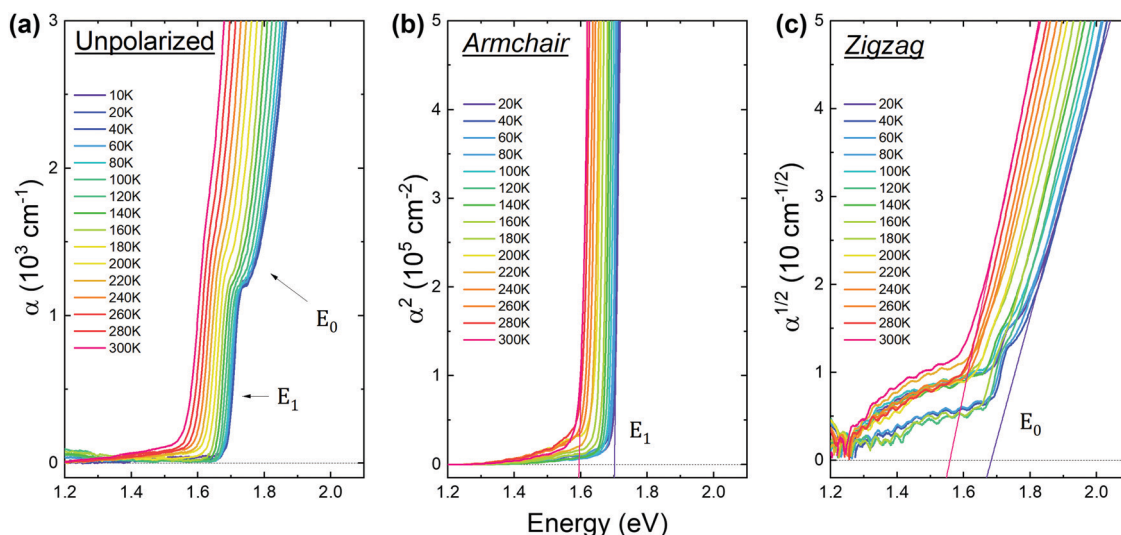 (a)
Unpolarized
10K
20K
40K
60K
80K
100K
120K
140K
160K
180K
200K
220K
240K
260K
280K
300K
E0
E1
3
2
1
0
α (10³ cm⁻¹)
1.2 1.4 1.6 1.8 2.0
(b)
Armchair
20K
40K
60K
80K
100K
120K
140K
160K
180K
200K
220K
240K
260K
280K
300K
E1
5
4
3
2
1
0
α² (10⁵ cm⁻²)
1.2 1.4 1.6 1.8 2.0
Energy (eV)
(c)
Zigzag
20K
40K
60K
80K
100K
120K
140K
160K
180K
200K
220K
240K
260K
280K
300K
E0
5
4
3
2
1
0
α^1/2 (10 cm^-1/2)
1.2 1.4 1.6 1.8 2.0